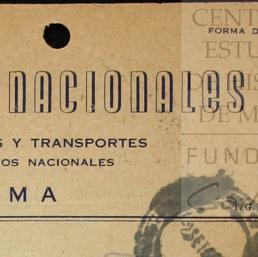 CENT
FORMA D
ESTU
NACIONALES
DE M
S Y TRANSPORTES
OS NACIONALES
FUND
MA